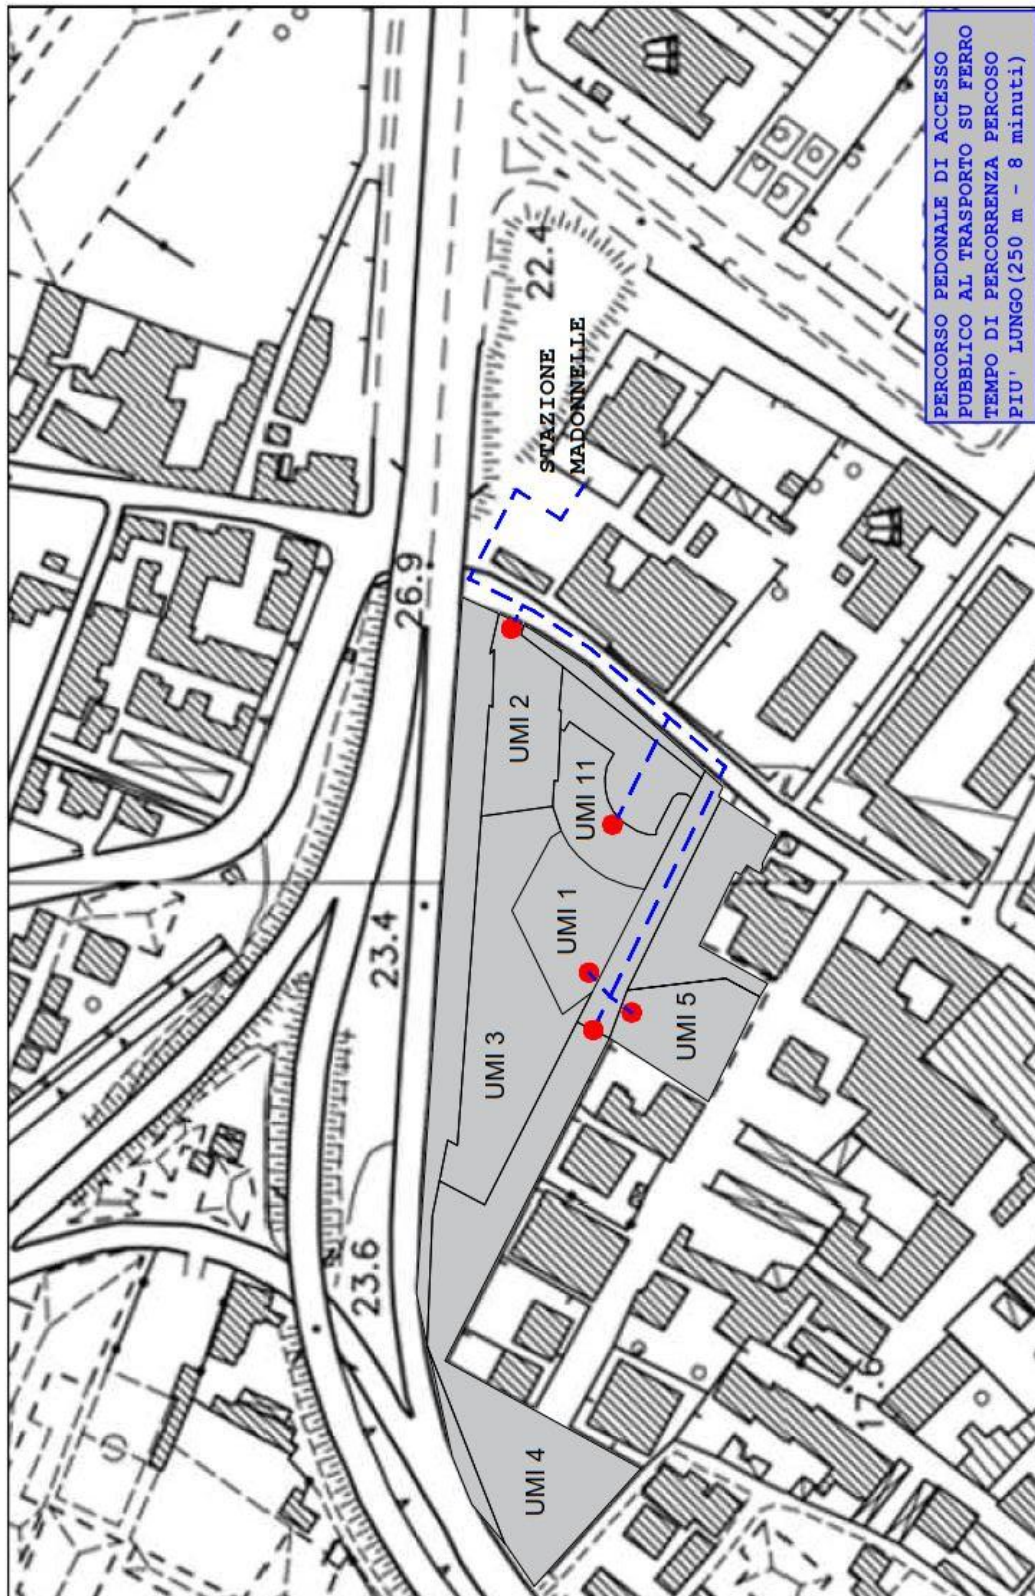 PERCORSO PEDONALE DI ACCESSO
PUBBLICO AL TRASPORTO SU FERRO
TEMPO DI PERCORRENZA PERCOSO
PIU' LUNGO(250 m - 8 minuti)
STAZIONE
MADONNELLE
22.4
26.9
UMI 2
UMI 11
UMI 1
23.4
UMI 3
UMI 5
23.6
UMI 4
17.6